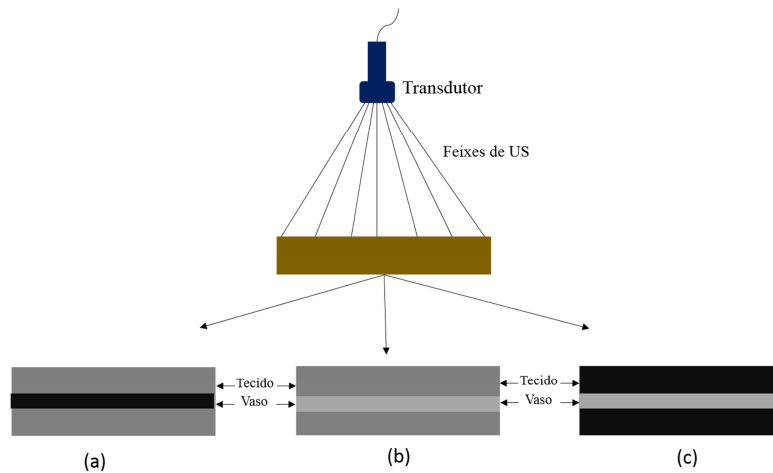 Transdutor
Feixes de US
Tecido
Vaso
Tecido
Vaso
(a)
(b)
(c)